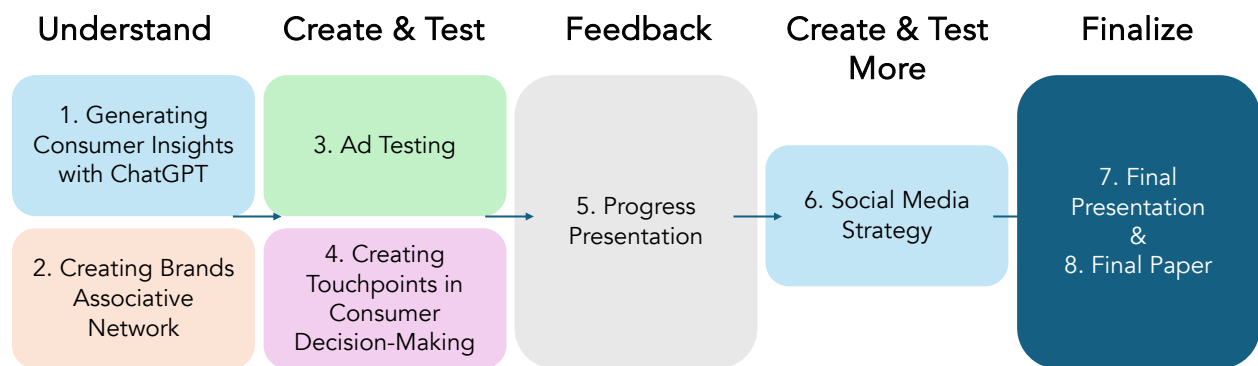 Understand
Create & Test
Feedback
Create & Test
More
Finalize
1. Generating
Consumer Insights
with ChatGPT
2. Creating Brands
Associative
Network
3. Ad Testing
4. Creating
Touchpoints in
Consumer
Decision-Making
5. Progress
Presentation
6. Social Media
Strategy
7. Final
Presentation
&
8. Final Paper